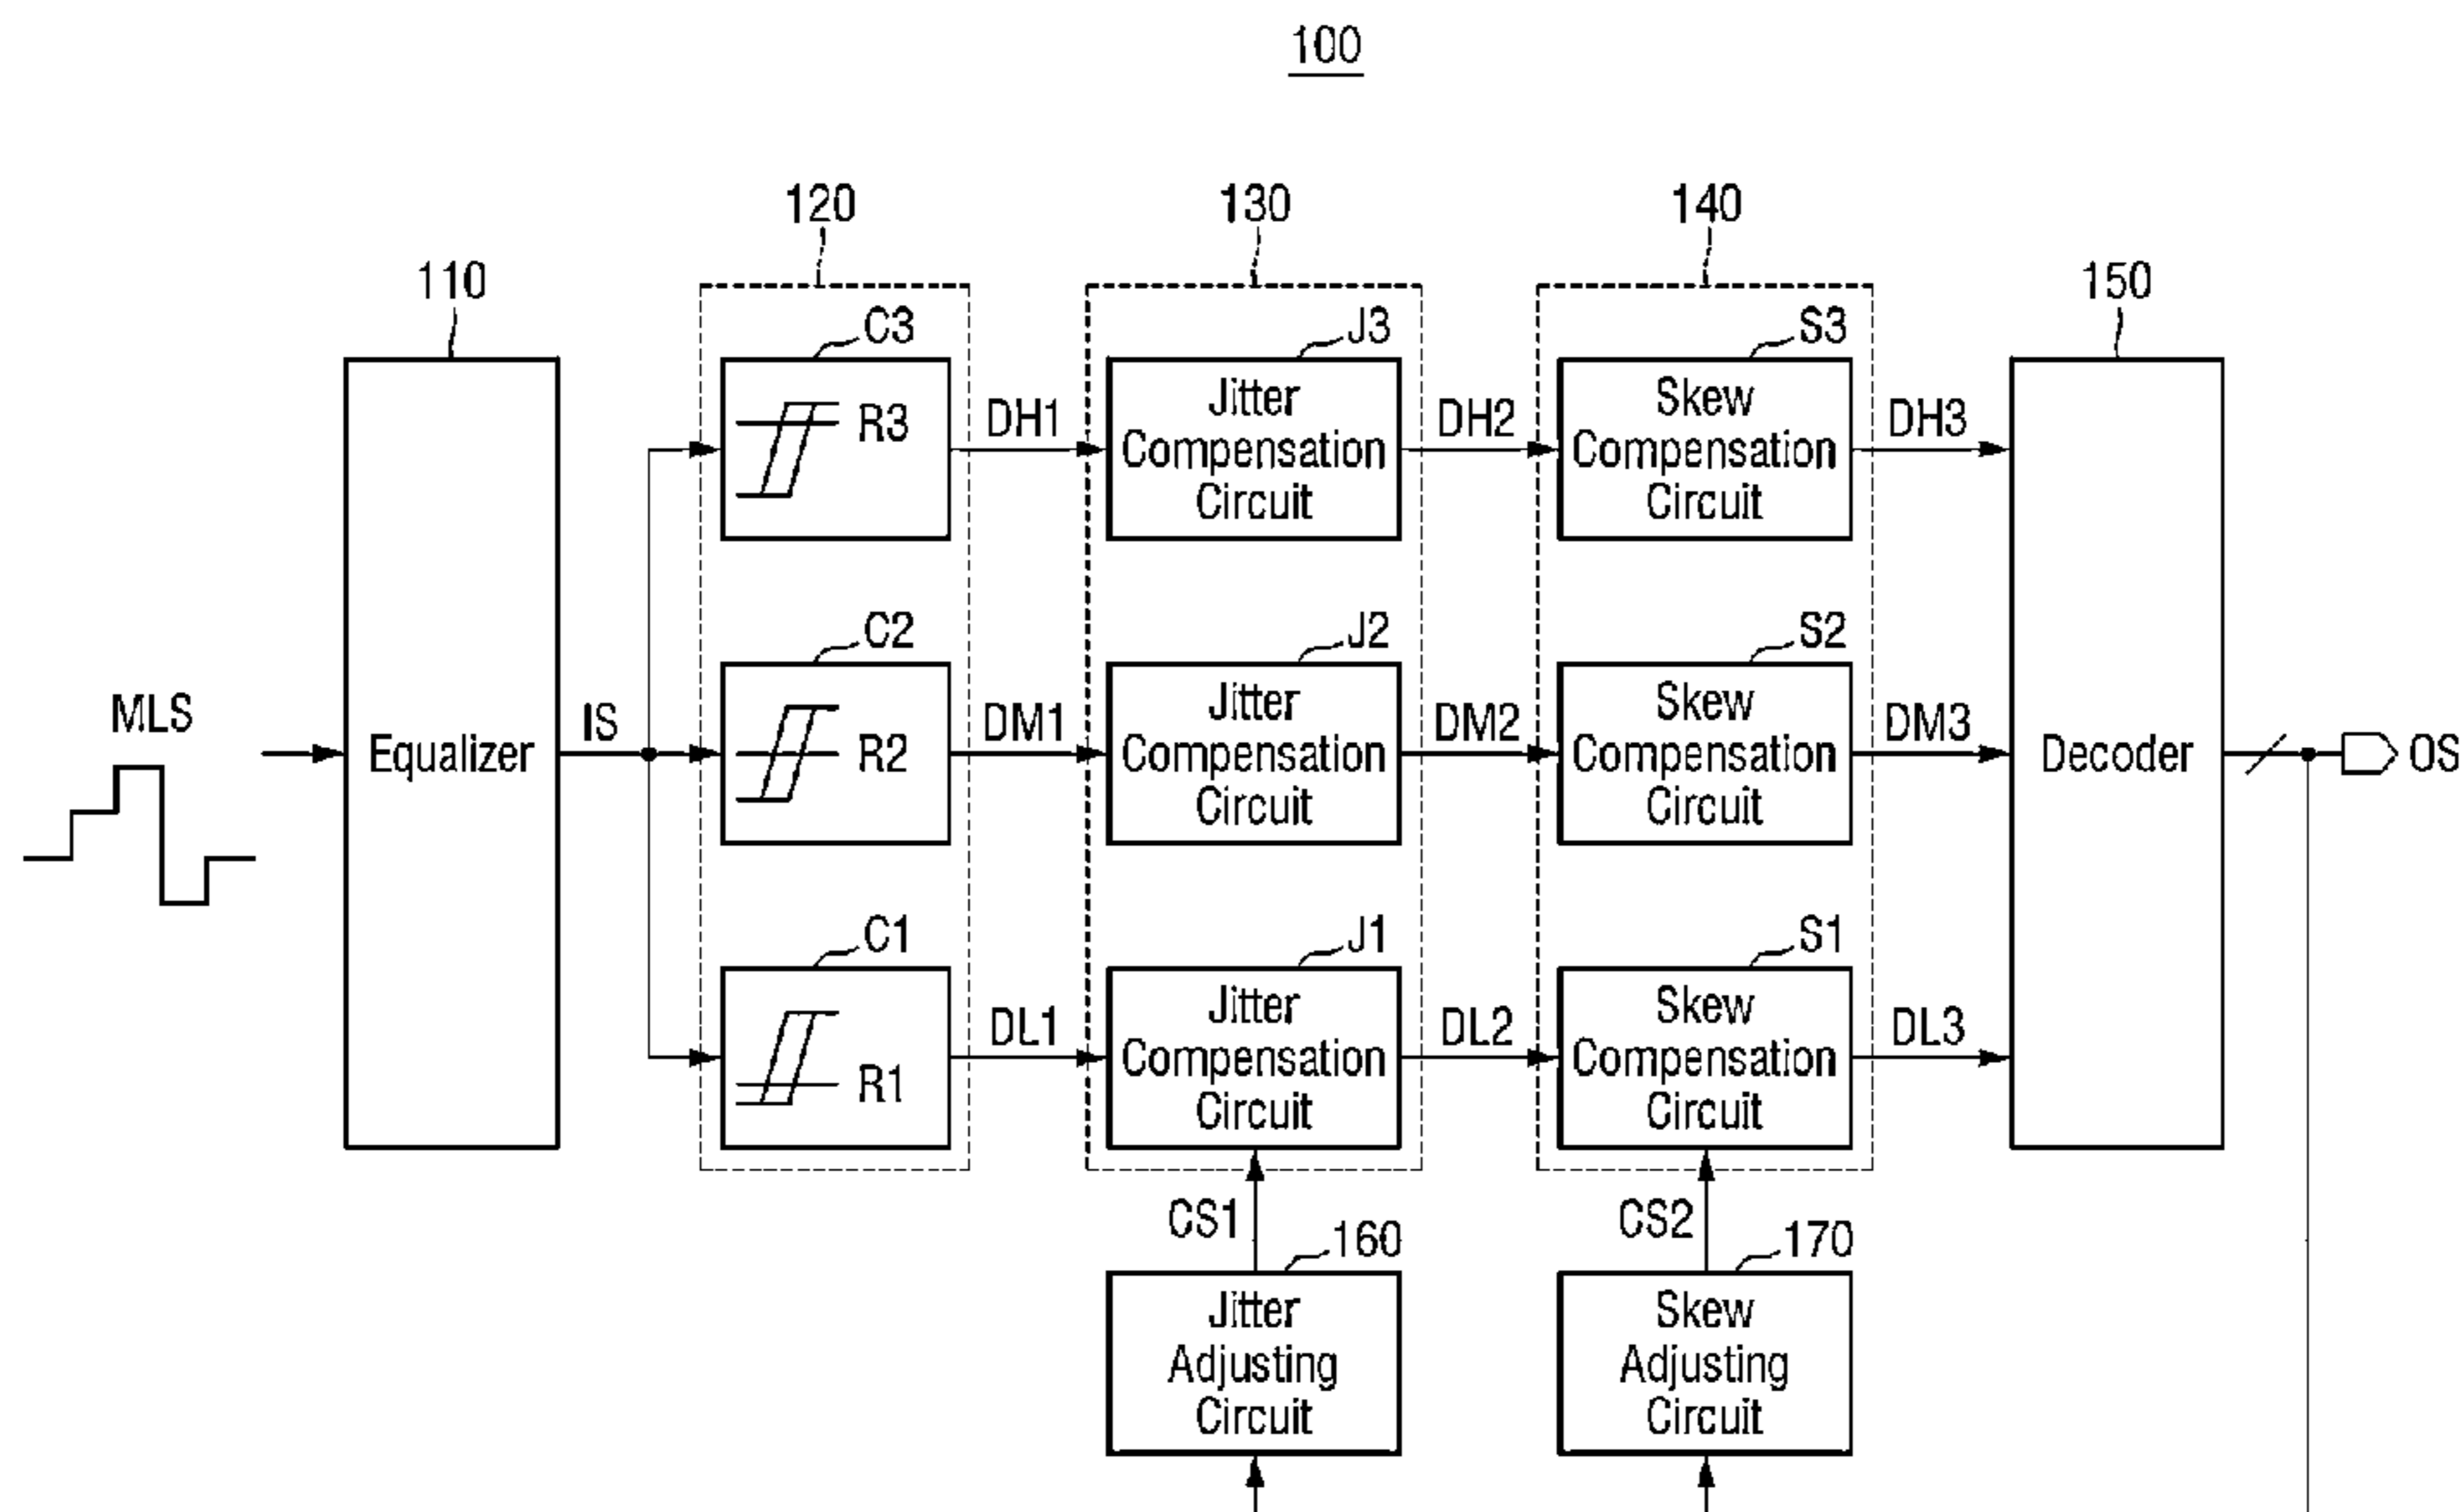 100
120
130
140
110
150
C3
J3
S3
R3
DH1
Jitter
Compensation
Circuit
DH2
Skew
Compensation
Circuit
DH3
C2
J2
S2
MLS
Equalizer
IS
R2
DM1
Jitter
Compensation
Circuit
DM2
Skew
Compensation
Circuit
DM3
Decoder
OS
C1
J1
S1
R1
DL1
Jitter
Compensation
Circuit
DL2
Skew
Compensation
Circuit
DL3
CS1
160
CS2
170
Jitter
Adjusting
Circuit
Skew
Adjusting
Circuit